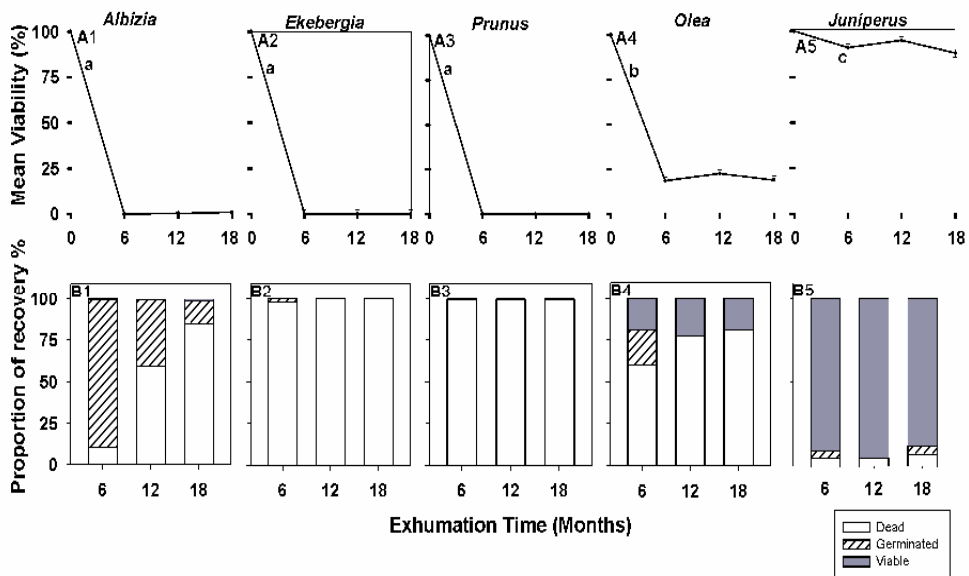 Albizia Ekebergia Prunus Olea Juniperus
Mean Viability (%)
100 A1 A2 A3 A4 A5
a a a b c
75
50
25
0
0 6 12 18 0 6 12 18 0 6 12 18 0 6 12 18 0 6 12 18
Proportion of recovery %
B1 B2 B3 B4 B5
100
75
50
25
0
6 12 18 6 12 18 6 12 18 6 12 18 6 12 18
Exhumation Time (Months)
Dead
Germinated
Viable